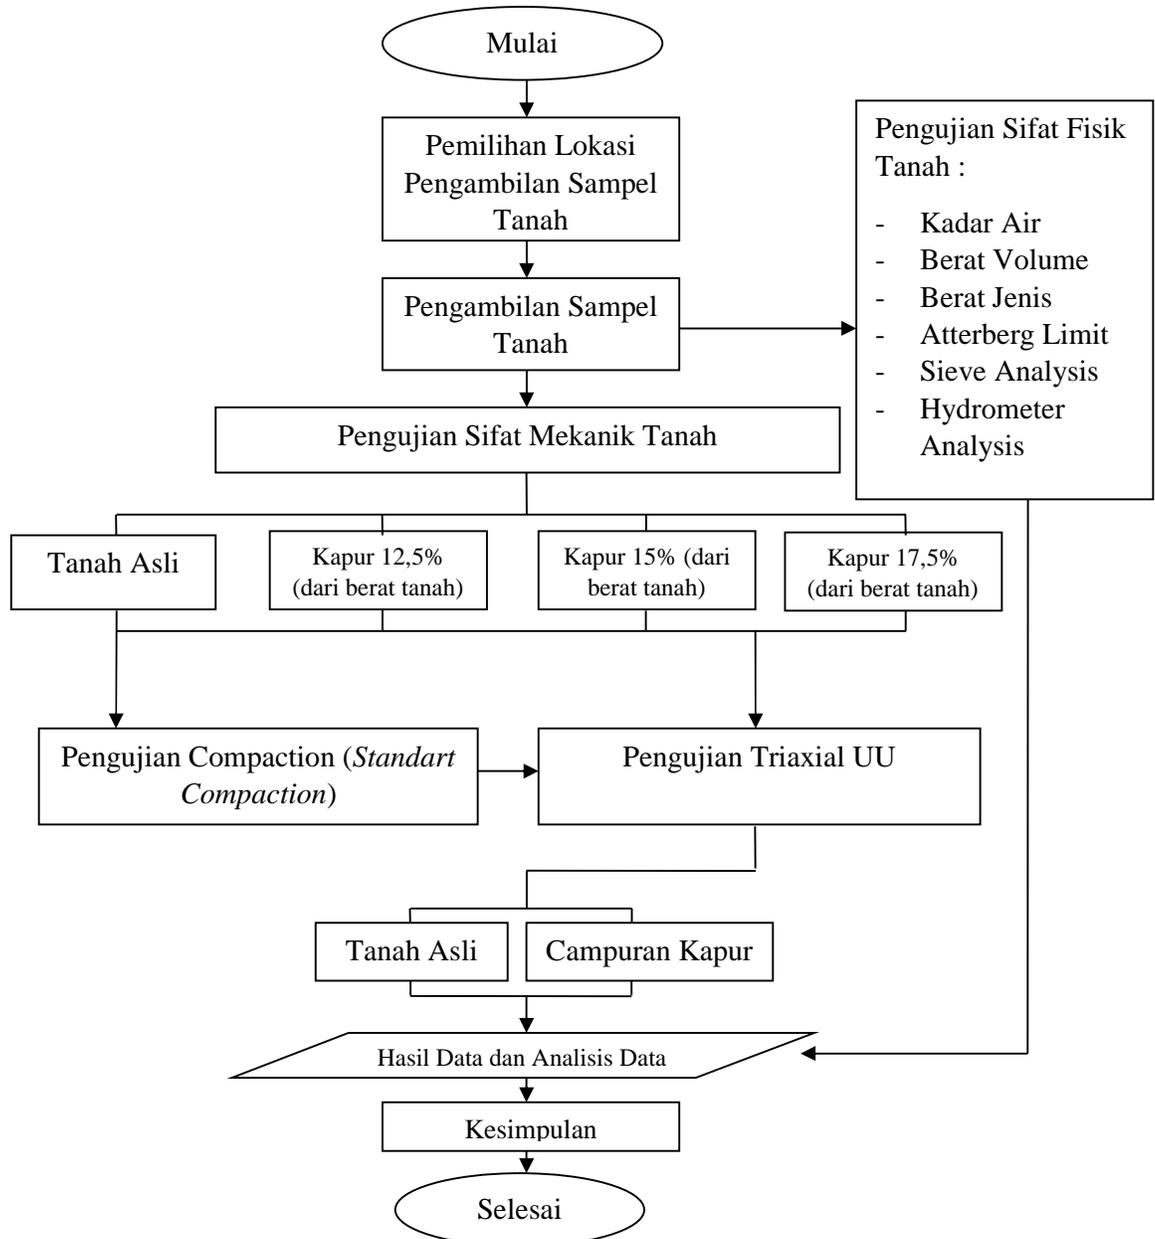 Mulai
Pemilihan Lokasi
Pengambilan Sampel
Tanah
Pengambilan Sampel
Tanah
Pengujian Sifat Fisik
Tanah :
- Kadar Air
- Berat Volume
- Berat Jenis
- Atterberg Limit
- Sieve Analysis
- Hydrometer
Analysis
Pengujian Sifat Mekanik Tanah
Tanah Asli
Kapur 12,5%
(dari berat tanah)
Kapur 15% (dari
berat tanah)
Kapur 17,5%
(dari berat tanah)
Pengujian Compaction (Standart
Compaction)
Pengujian Triaxial UU
Tanah Asli
Campuran Kapur
Hasil Data dan Analisis Data
Kesimpulan
Selesai